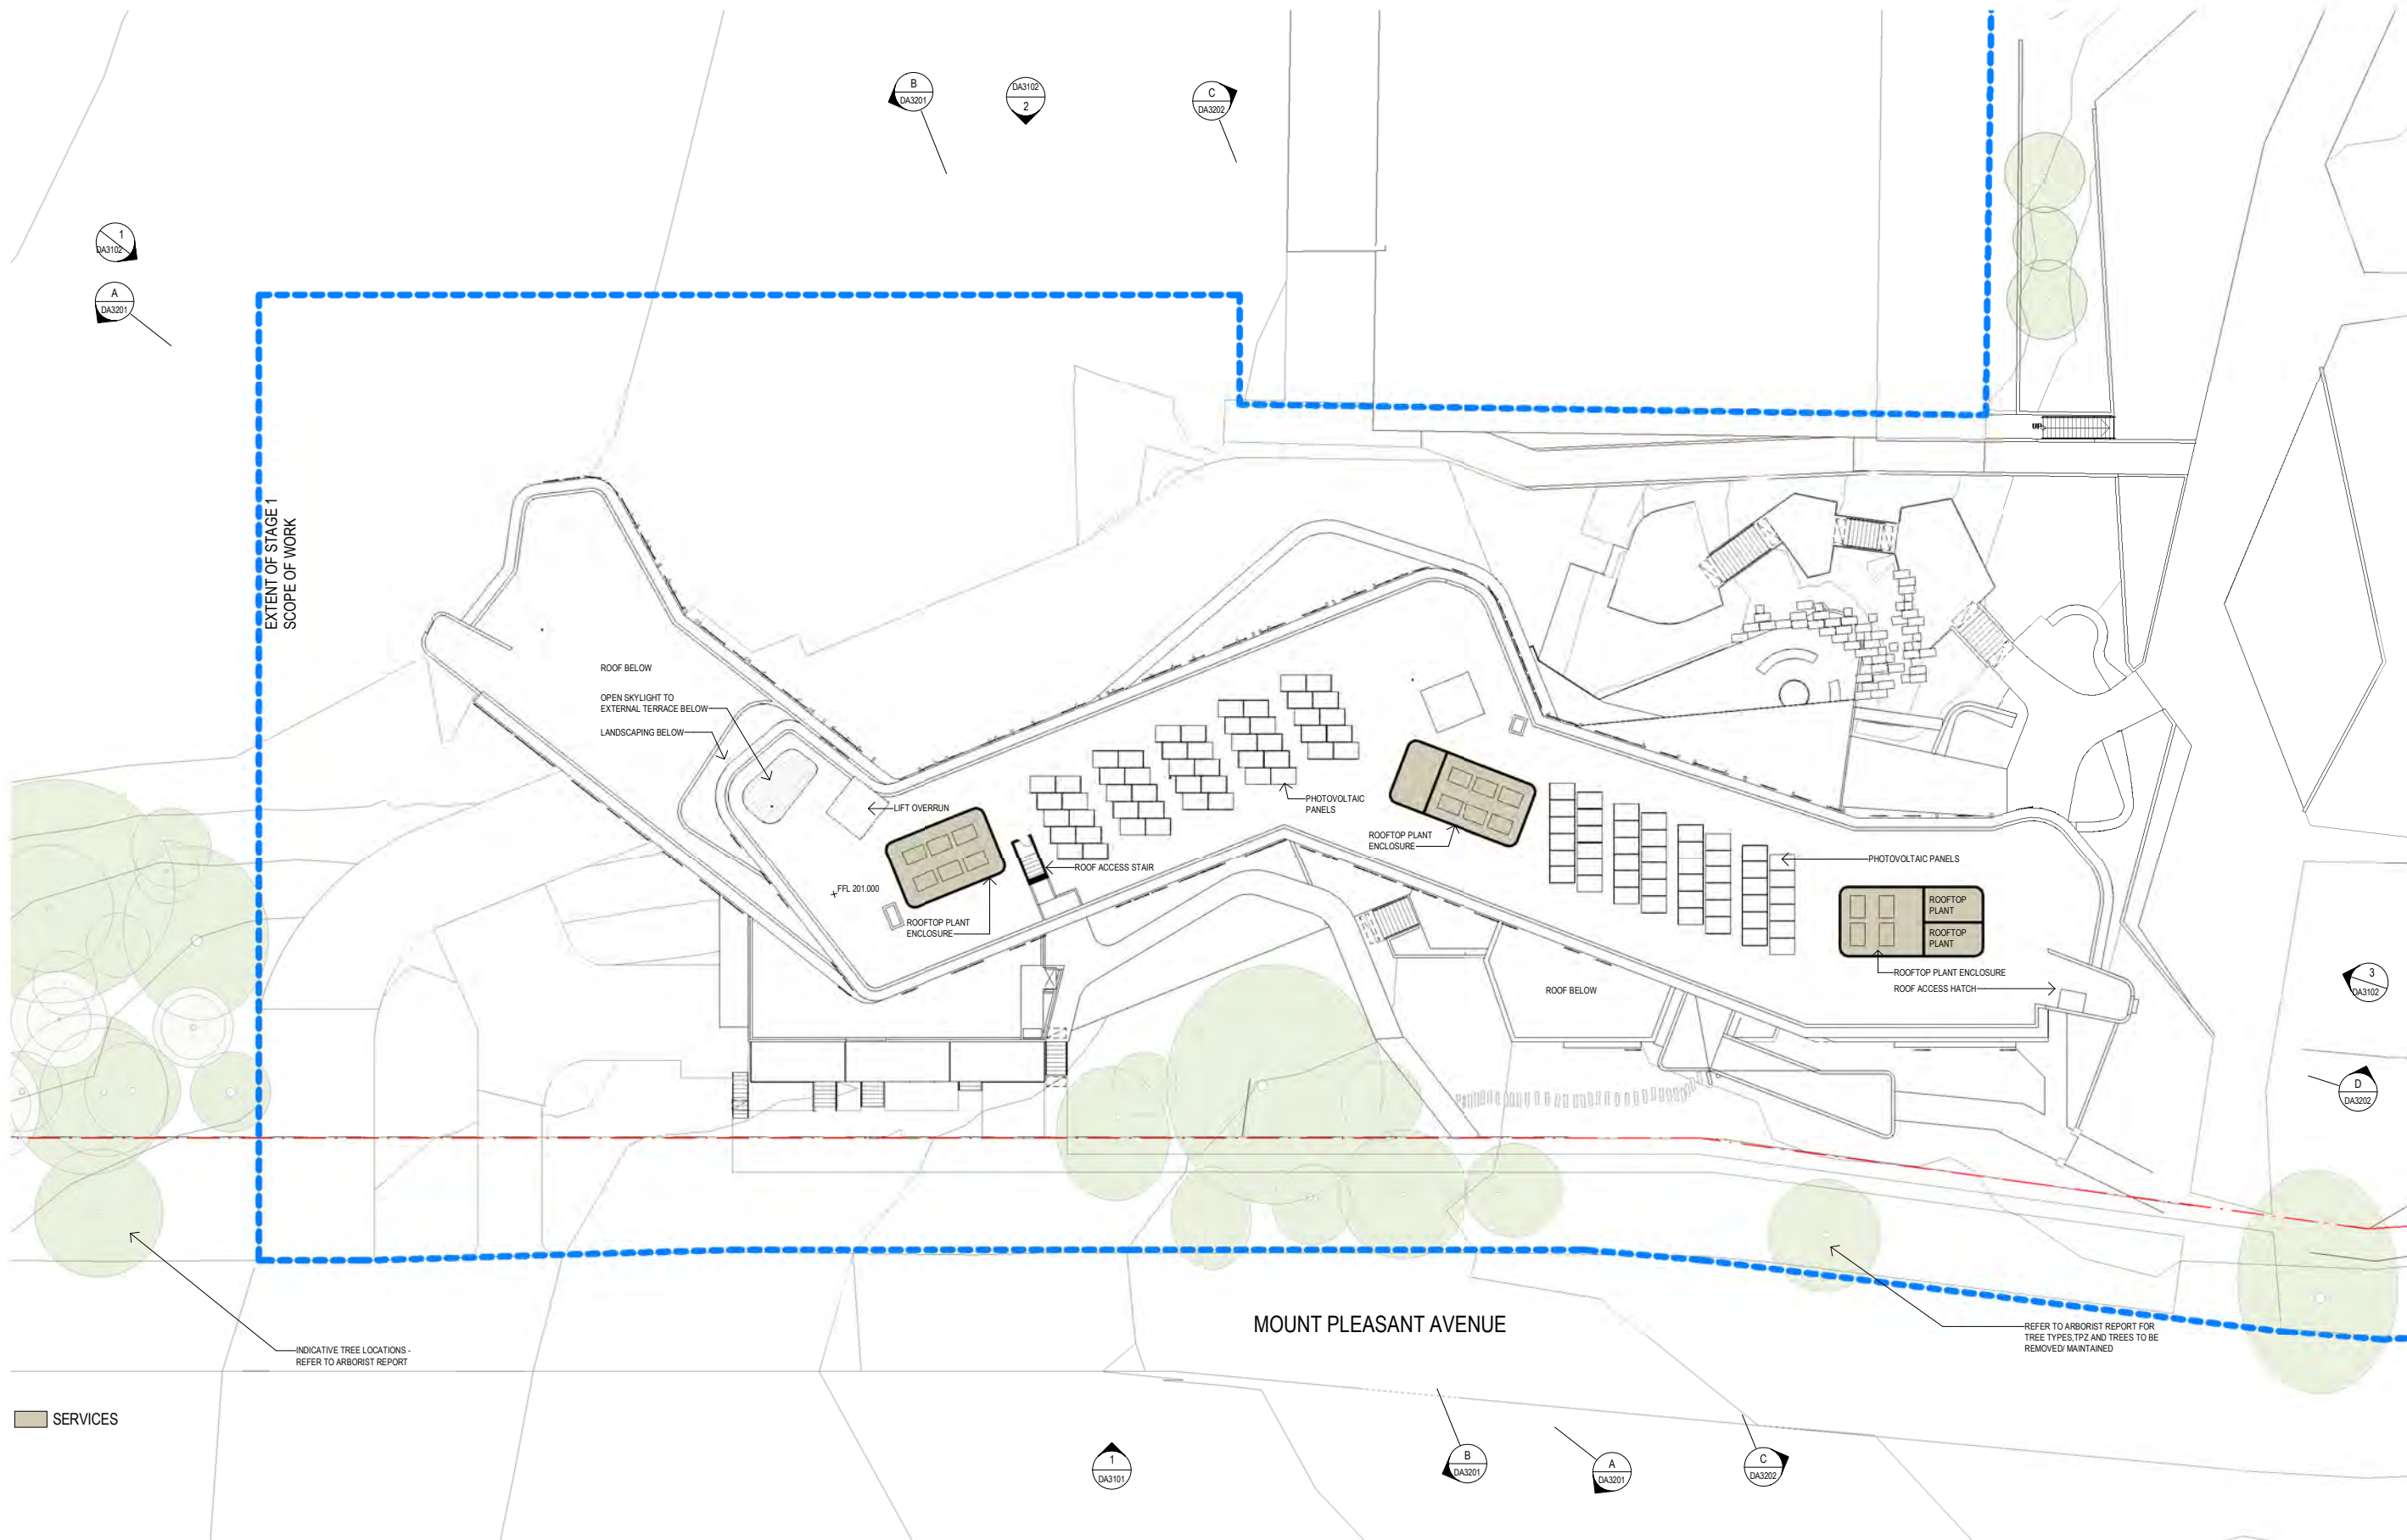 B
DA3201
DA3102
2
C
DA3202
1
DA3102
A
DA3201
UP
EXTENT OF STAGE 1
SCOPE OF WORK
ROOF BELOW
OPEN SKYLIGHT TO
EXTERNAL TERRACE BELOW
LANDSCAPING BELOW
LIFT OVERRUN
PHOTOVOLTAIC
PANELS
ROOFTOP PLANT
ENCLOSURE
PHOTOVOLTAIC PANELS
ROOF ACCESS STAIR
FFL 201.000
ROOFTOP PLANT
ENCLOSURE
ROOFTOP
PLANT
ROOFTOP
PLANT
ROOFTOP PLANT ENCLOSURE
ROOF ACCESS HATCH
ROOF BELOW
3
DA3102
D
DA3202
MOUNT PLEASANT AVENUE
REFER TO ARBORIST REPORT FOR
TREE TYPES,TPZ AND TREES TO BE
REMOVED/ MAINTAINED
INDICATIVE TREE LOCATIONS -
REFER TO ARBORIST REPORT
SERVICES
1
DA3101
B
DA3201
A
DA3201
C
DA3202